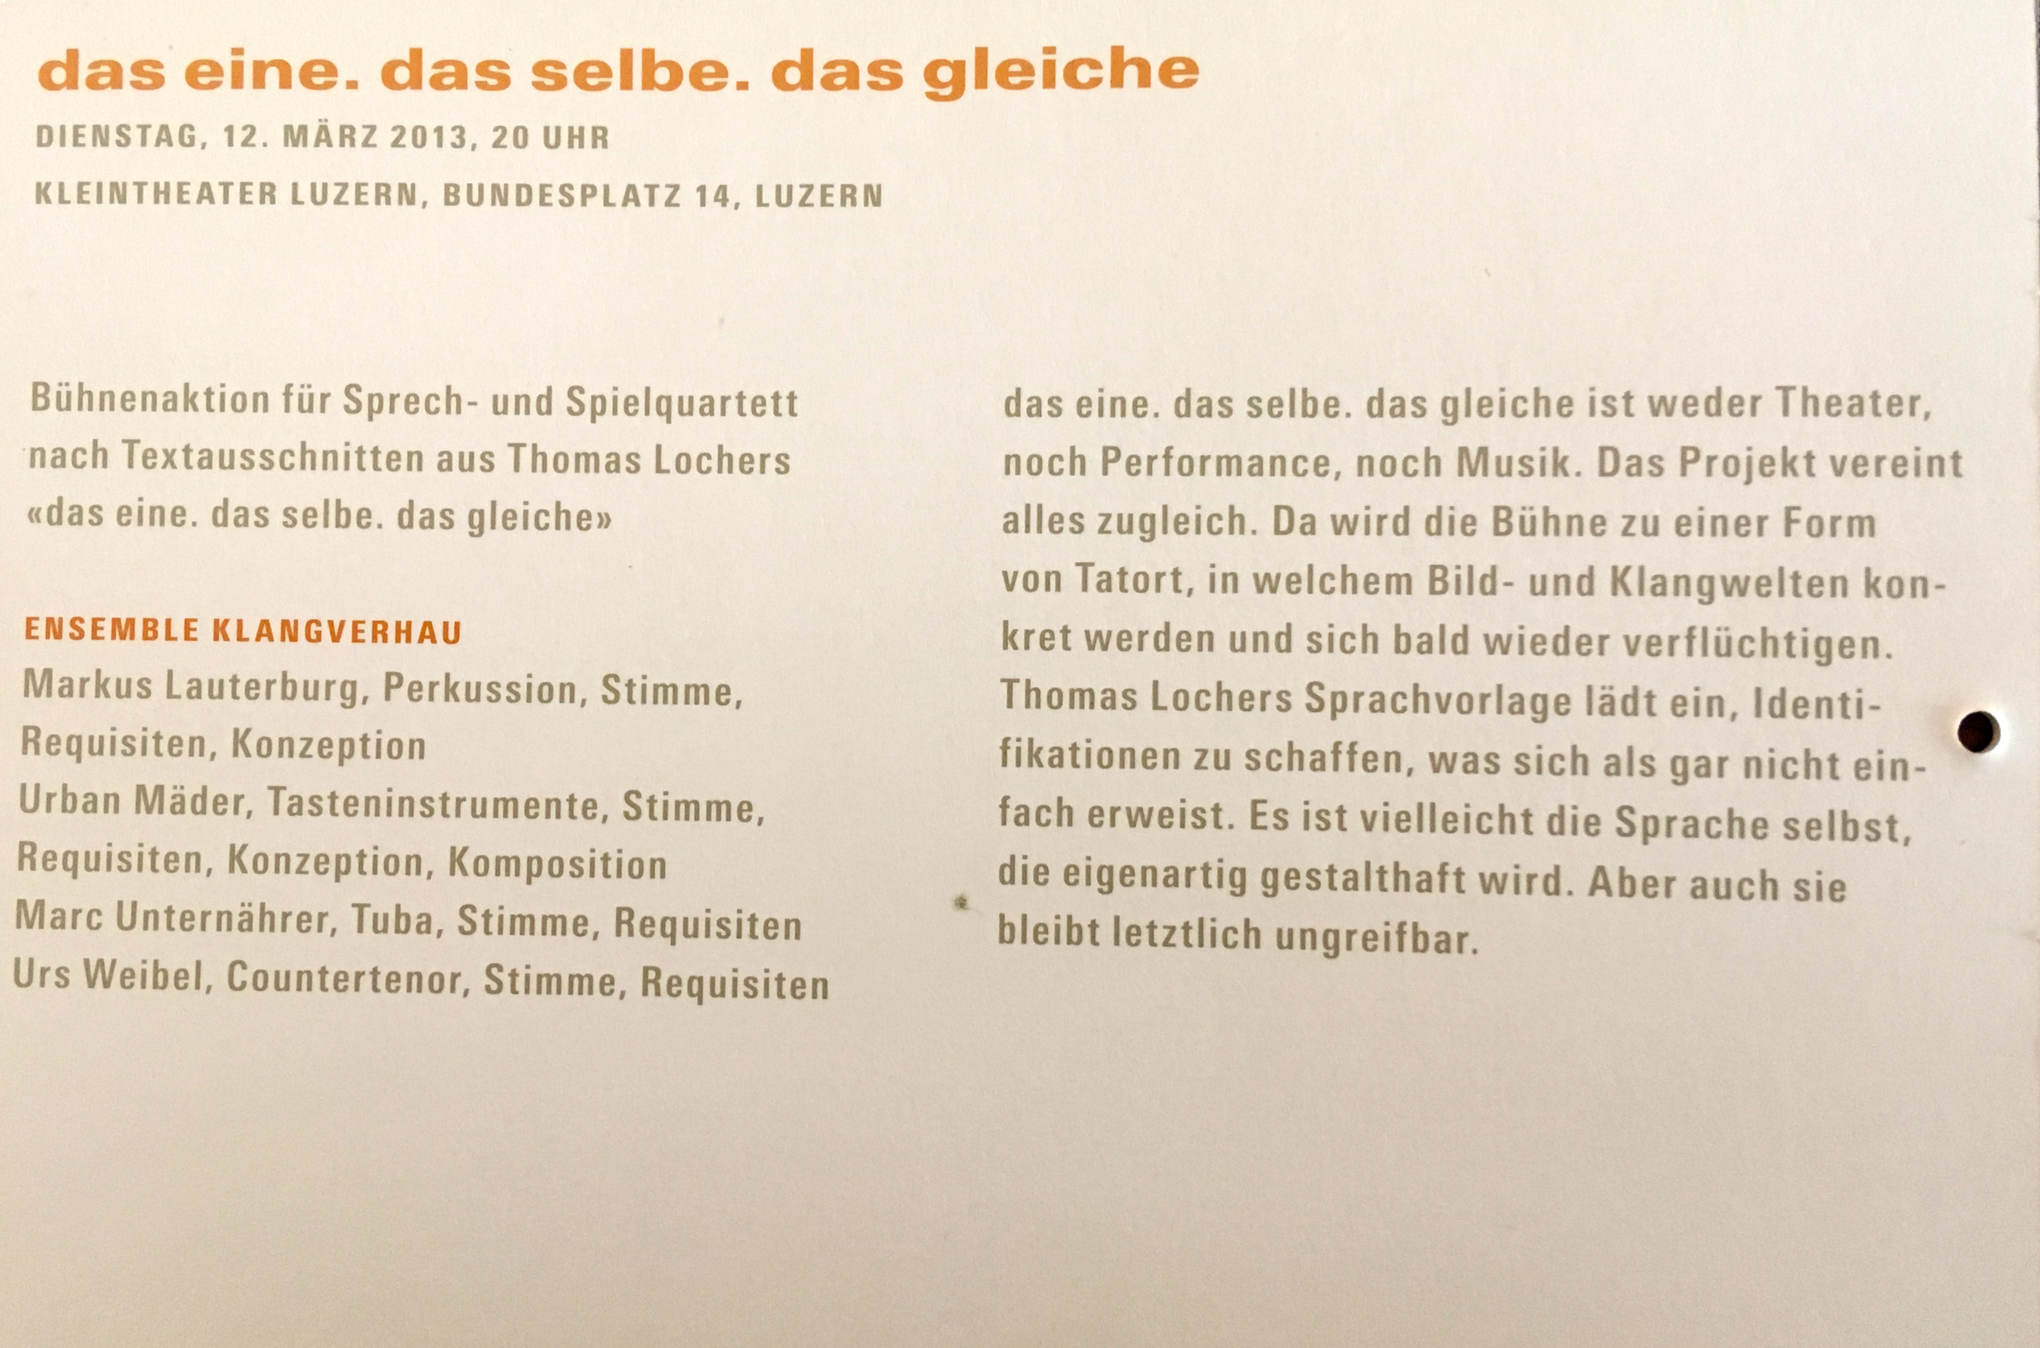 das eine. das selbe. das gleiche
DIENSTAG, 12. MÄRZ 2013, 20 UHR
KLEINTHEATER LUZERN, BUNDESPLATZ 14, LUZERN
Bühnenaktion für Sprech- und Spielquartett
nach Textausschnitten aus Thomas Lochers
«das eine. das selbe. das gleiche»
ENSEMBLE KLANGVERHAU
Markus Lauterburg, Perkussion, Stimme,
Requisiten, Konzeption
Urban Mäder, Tasteninstrumente, Stimme,
Requisiten, Konzeption, Komposition
Marc Unternährer, Tuba, Stimme, Requisiten
Urs Weibel, Countertenor, Stimme, Requisiten
das eine. das selbe. das gleiche ist weder Theater,
noch Performance, noch Musik. Das Projekt vereint
alles zugleich. Da wird die Bühne zu einer Form
von Tatort, in welchem Bild- und Klangwelten kon-
kret werden und sich bald wieder verflüchtigen.
Thomas Lochers Sprachvorlage lädt ein, Identi-
fikationen zu schaffen, was sich als gar nicht ein-
fach erweist. Es ist vielleicht die Sprache selbst,
die eigenartig gestalthaft wird. Aber auch sie
bleibt letztlich ungreifbar.